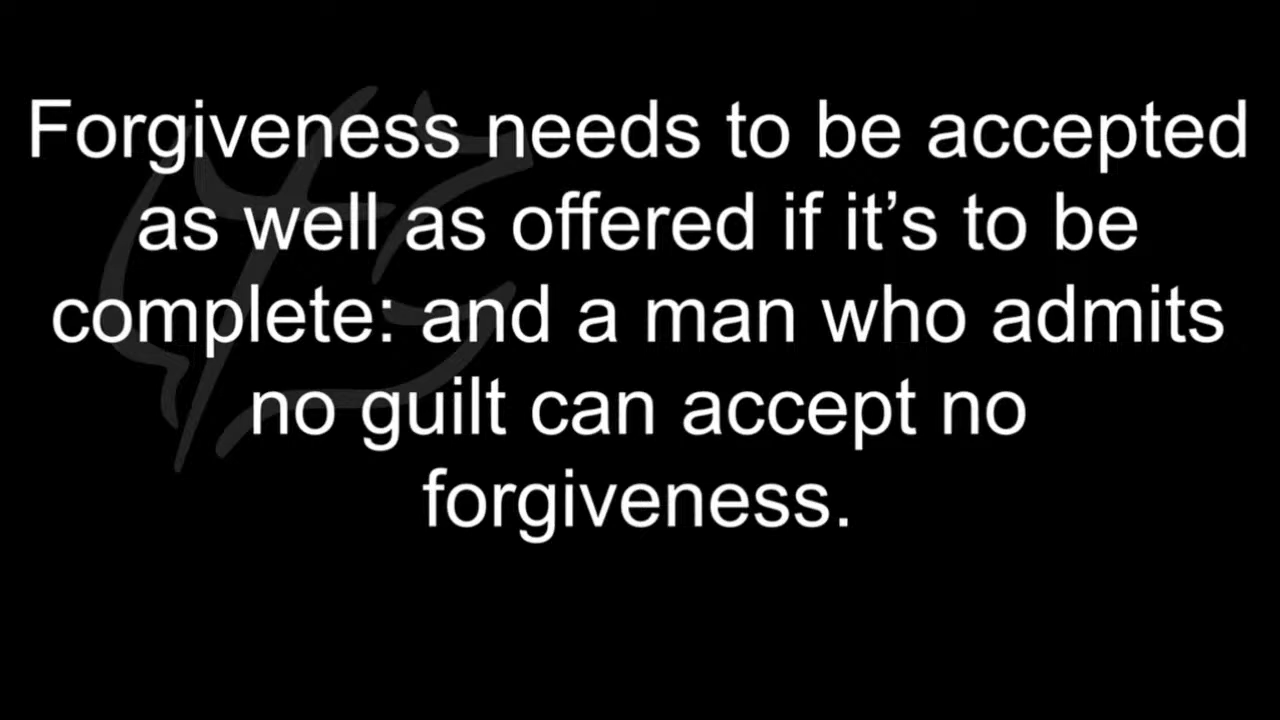 Forgiveness needs to be accepted
as well as offered if it’s to be
complete: and a man who admits
no guilt can accept no
forgiveness.